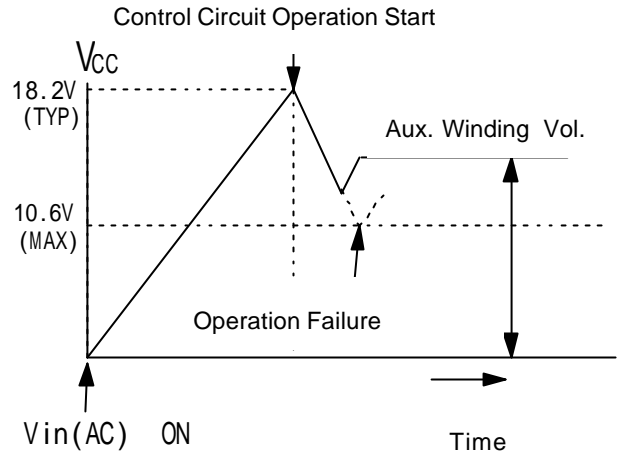 Control Circuit Operation Start
VCC
18.2V
(TYP)
Aux. Winding Vol.
10.6V
(MAX)
Operation Failure
Vin(AC) ON
Time